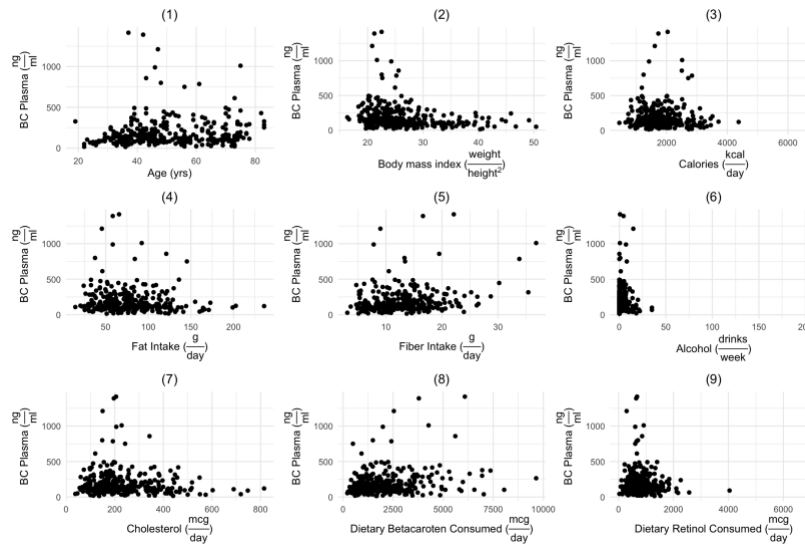 (1) (2) (3)
BC Plasma (ng/ml)
1000
500
0
20 40 60 80
Age (yrs)
BC Plasma (ng/ml)
1000
500
0
20 30 40 50
Body mass index (weight/height²)
BC Plasma (ng/ml)
1000
500
0
2000 4000 6000
Calories (kcal/day)
(4) (5) (6)
BC Plasma (ng/ml)
1000
500
0
50 100 150 200
Fat Intake (g/day)
BC Plasma (ng/ml)
1000
500
0
10 20 30
Fiber Intake (g/day)
BC Plasma (ng/ml)
1000
500
0
0 50 100 150
Alcohol (drinks/week)
(7) (8) (9)
BC Plasma (ng/ml)
1000
500
0
0 200 400 600 800
Cholesterol (mcg/day)
BC Plasma (ng/ml)
1000
500
0
0 2500 5000 7500 10000
Dietary Betacaroten Consumed (mcg/day)
BC Plasma (ng/ml)
1000
500
0
0 2000 4000 6000
Dietary Retinol Consumed (mcg/day)